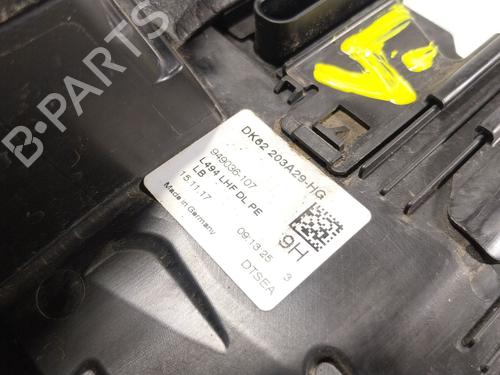 DK62 203A29-HG
949036-107
L494 LHF DL PE
LB
15.11.17 09:13:25 3
Made in Germany
9H
DTSEA